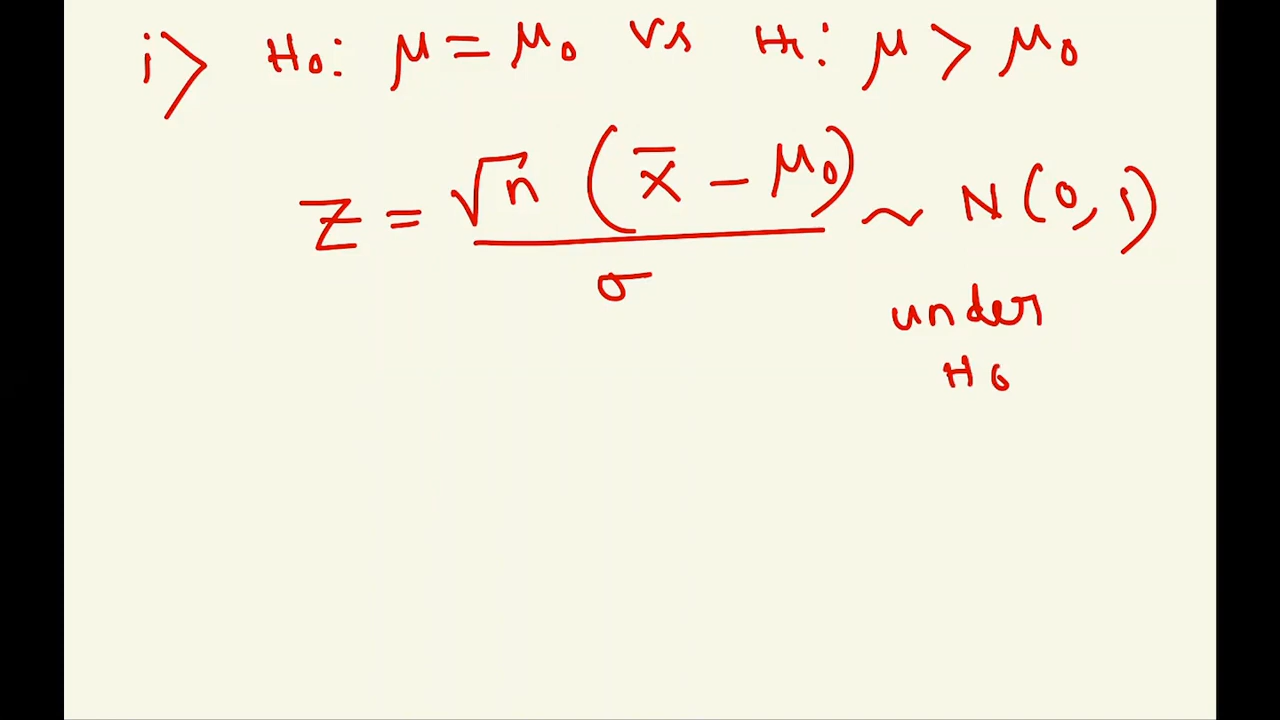 i> H₀: μ = μ₀ vs H₁: μ > μ₀
Z = √n (x̄ - μ₀) / σ ~ N(0, 1)
under
H₀